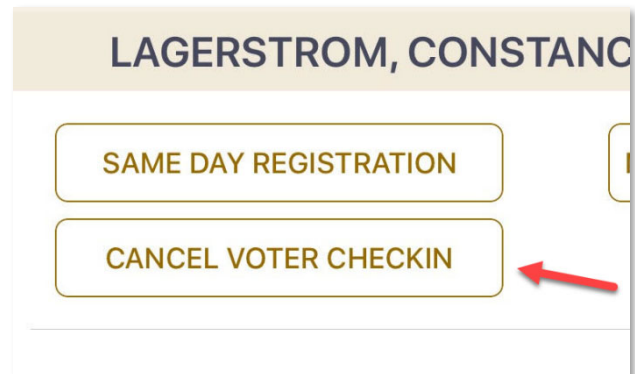 LAGERSTROM, CONSTANC
SAME DAY REGISTRATION
CANCEL VOTER CHECKIN